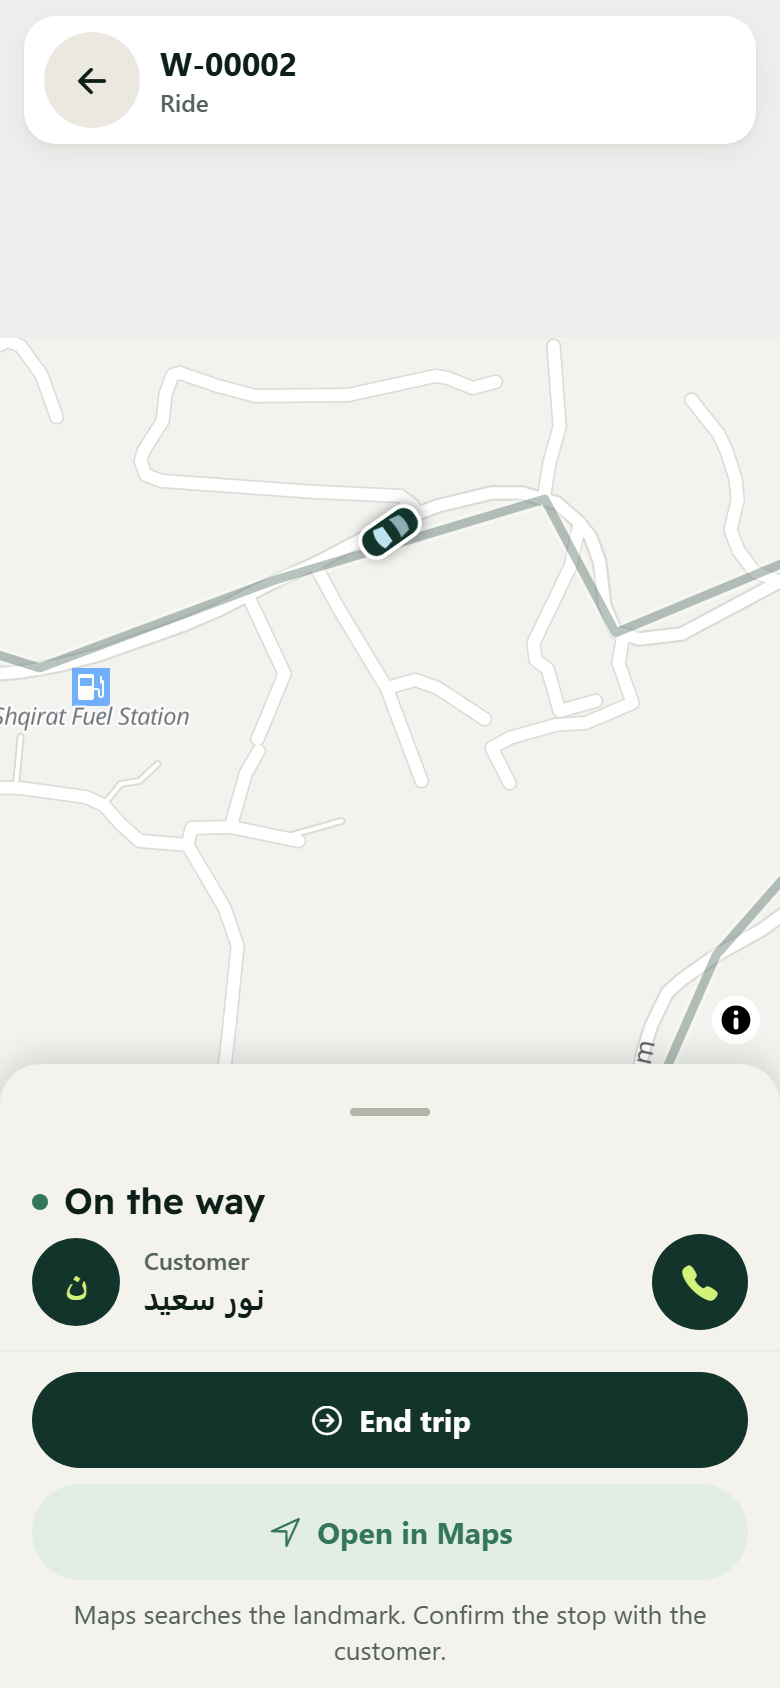 W-00002
Ride
Shqirat Fuel Station
m
On the way
ن
Customer
نور سعيد
End trip
Open in Maps
Maps searches the landmark. Confirm the stop with the
customer.